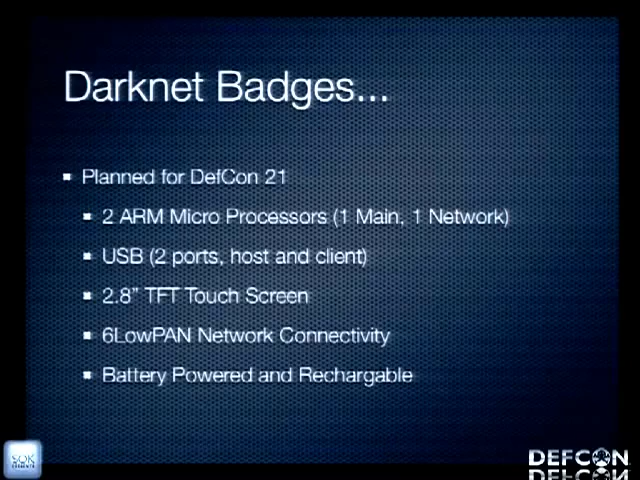 Darknet Badges...
Planned for DefCon 21
2 ARM Micro Processors (1 Main, 1 Network)
USB (2 ports, host and client)
2.8” TFT Touch Screen
6LowPAN Network Connectivity
Battery Powered and Rechargable
SOK
DEFCON